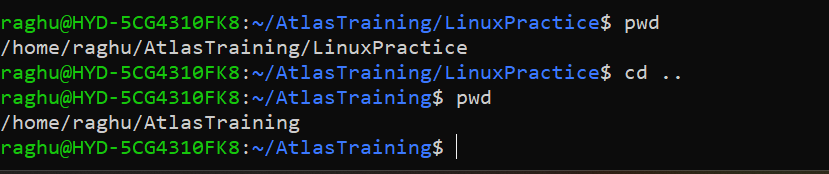 raghu@HYD-5CG4310FK8:~/AtlasTraining/LinuxPractice$ pwd
/home/raghu/AtlasTraining/LinuxPractice
raghu@HYD-5CG4310FK8:~/AtlasTraining/LinuxPractice$ cd ..
raghu@HYD-5CG4310FK8:~/AtlasTraining$ pwd
/home/raghu/AtlasTraining
raghu@HYD-5CG4310FK8:~/AtlasTraining$